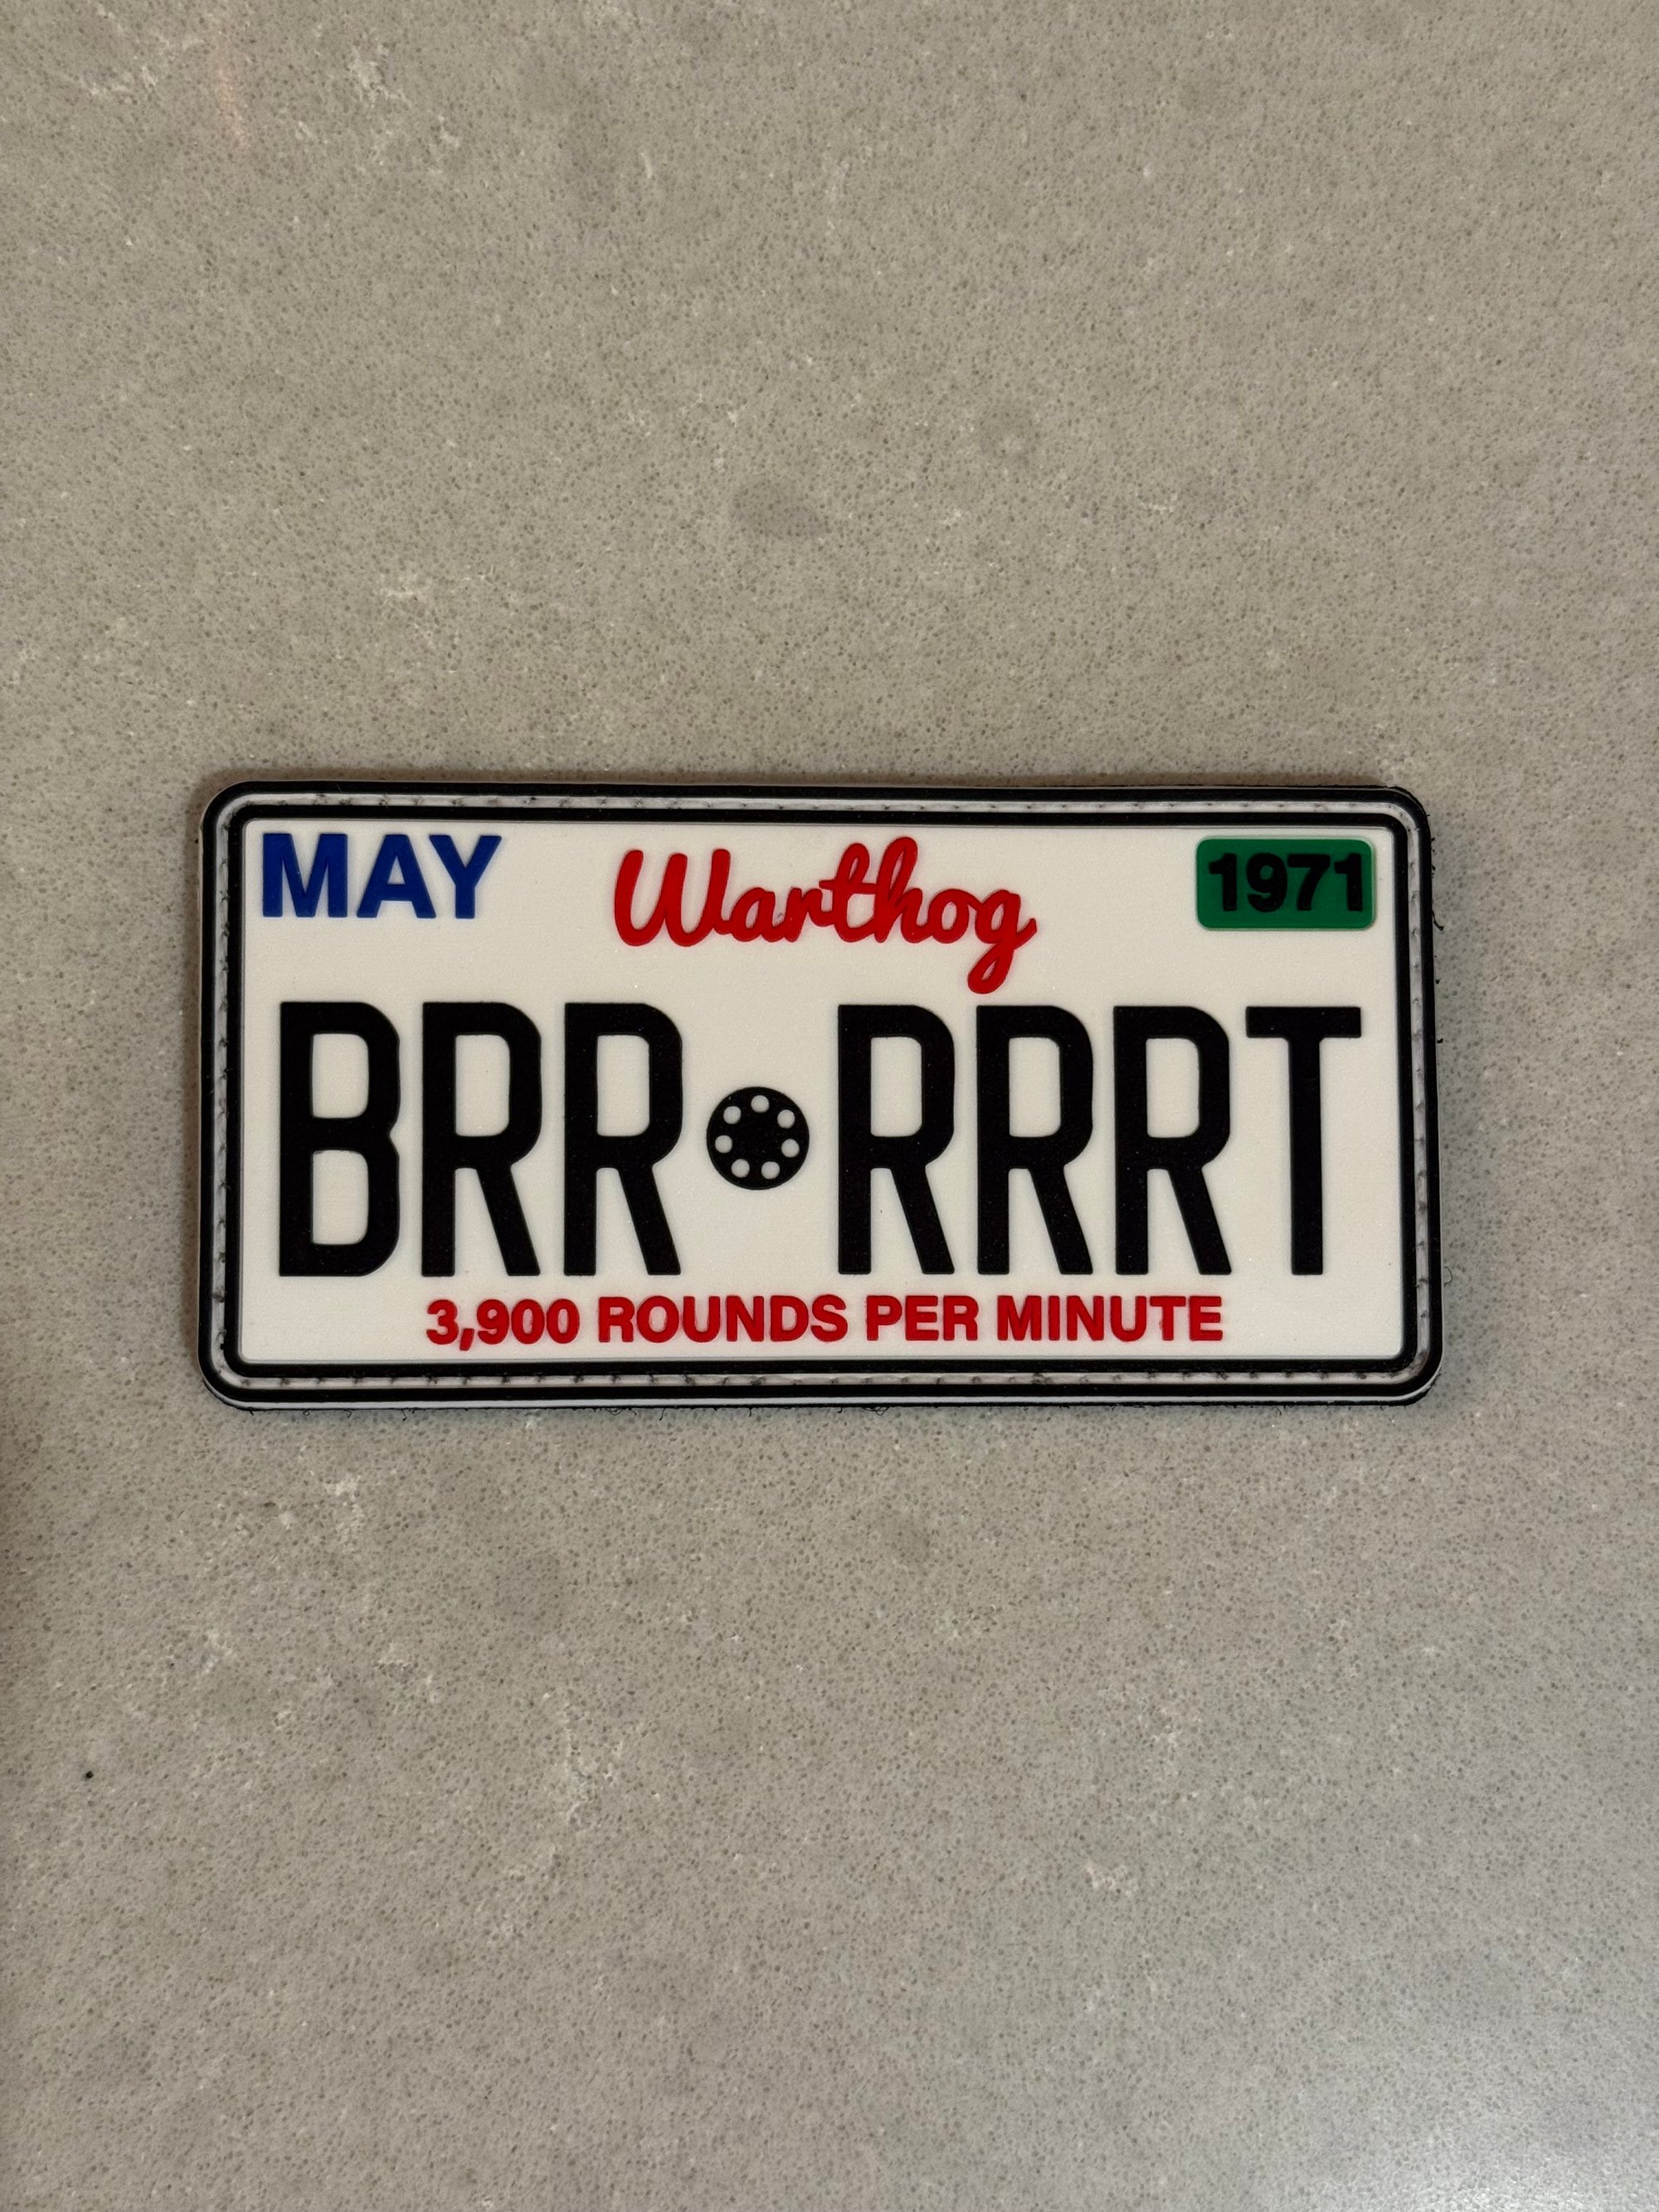 MAY Warthog 1971
BRR RRRT
3,900 ROUNDS PER MINUTE